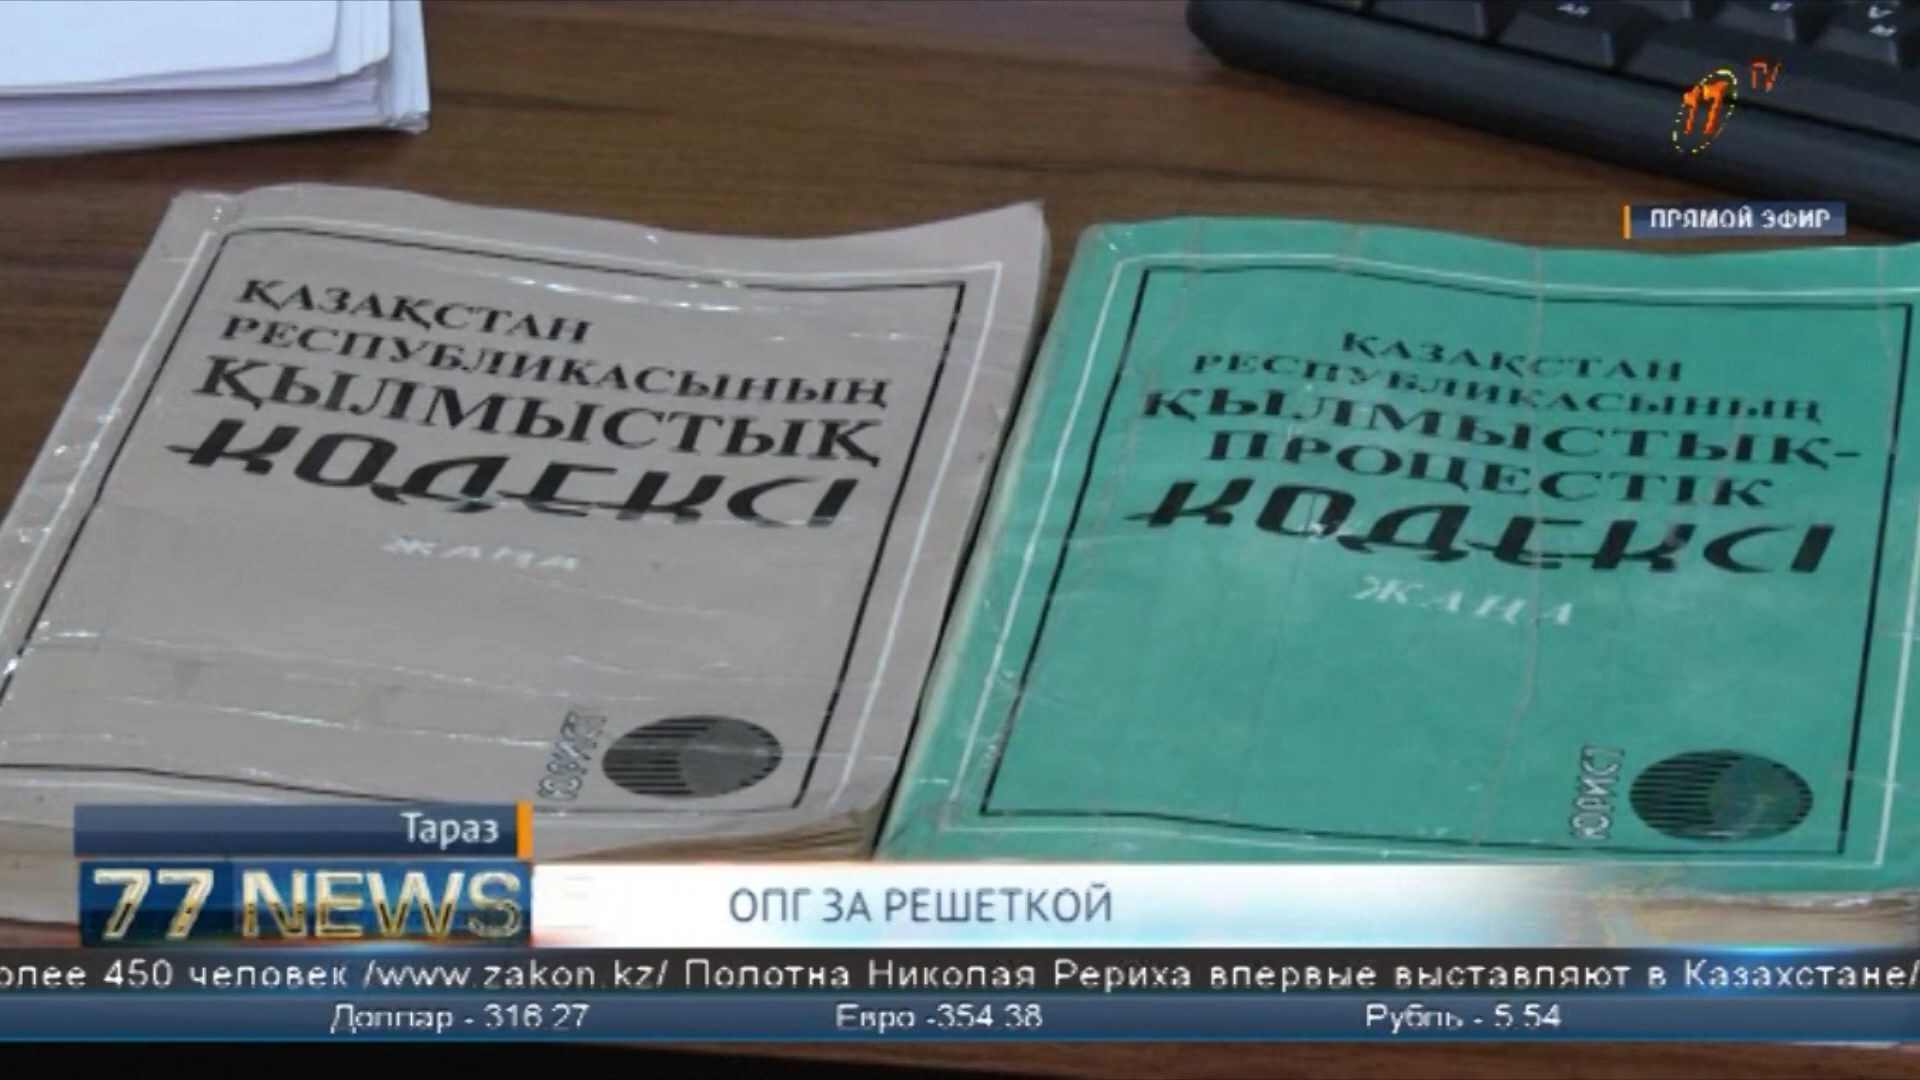 77 TV
ПРЯМОЙ ЭФИР
ҚАЗАҚСТАН
РЕСПУБЛИКАСЫНЫҢ
ҚЫЛМЫСТЫҚ
КОДЕКСІ
ЖАҢА
ЮРИСТ
ҚАЗАҚСТАН
РЕСПУБЛИКАСЫНЫҢ
ҚЫЛМЫСТЫҚ-
ПРОЦЕСТІК
КОДЕКСІ
ЖАҢА
ЮРИСТ
Тараз
77 NEWS
ОПГ ЗА РЕШЕТКОЙ
олее 450 человек /www.zakon.kz/ Полотна Николая Рериха впервые выставляют в Казахстане/
Доллар - 316.27 Евро -354.38 Рубль - 5.54